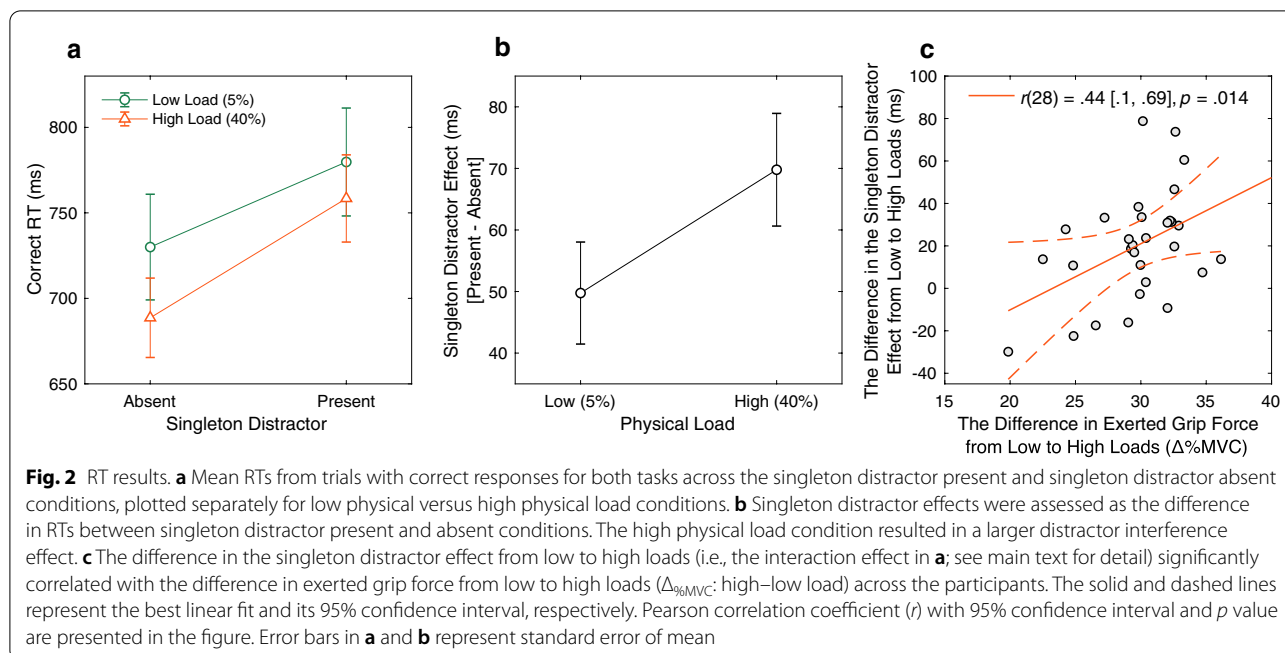 a
Low Load (5%)
High Load (40%)
800
750
700
650
Correct RT (ms)
Absent
Present
Singleton Distractor
b
80
70
60
50
40
Singleton Distractor Effect (ms)
[Present - Absent]
Low (5%)
High (40%)
Physical Load
c
r(28) = .44 [.1, .69], p = .014
100
80
60
40
20
0
-20
-40
The Difference in the Singleton Distractor
Effect from Low to High Loads (ms)
15
20
25
30
35
40
The Difference in Exerted Grip Force
from Low to High Loads (Δ%MVC)
Fig. 2 RT results. a Mean RTs from trials with correct responses for both tasks across the singleton distractor present and singleton distractor absent
conditions, plotted separately for low physical versus high physical load conditions. b Singleton distractor effects were assessed as the difference
in RTs between singleton distractor present and absent conditions. The high physical load condition resulted in a larger distractor interference
effect. c The difference in the singleton distractor effect from low to high loads (i.e., the interaction effect in a; see main text for detail) significantly
correlated with the difference in exerted grip force from low to high loads (Δ%MVC: high–low load) across the participants. The solid and dashed lines
represent the best linear fit and its 95% confidence interval, respectively. Pearson correlation coefficient (r) with 95% confidence interval and p value
are presented in the figure. Error bars in a and b represent standard error of mean